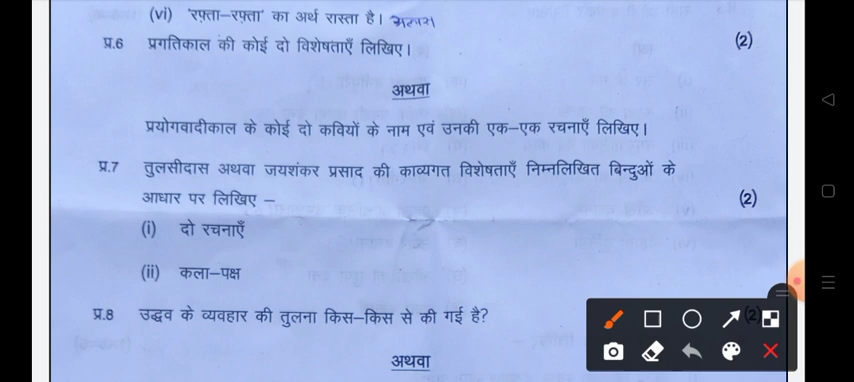 (vi) 'रफ़्ता-रफ़्ता' का अर्थ रास्ता है।
प्र.6 प्रगतिकाल की कोई दो विशेषताएँ लिखिए। (2)
अथवा
प्रयोगवादीकाल के कोई दो कवियों के नाम एवं उनकी एक-एक रचनाएँ लिखिए।
प्र.7 तुलसीदास अथवा जयशंकर प्रसाद की काव्यगत विशेषताएँ निम्नलिखित बिन्दुओं के
आधार पर लिखिए – (2)
(i) दो रचनाएँ
(ii) कला-पक्ष
प्र.8 उद्धव के व्यवहार की तुलना किस-किस से की गई है? (2)
अथवा